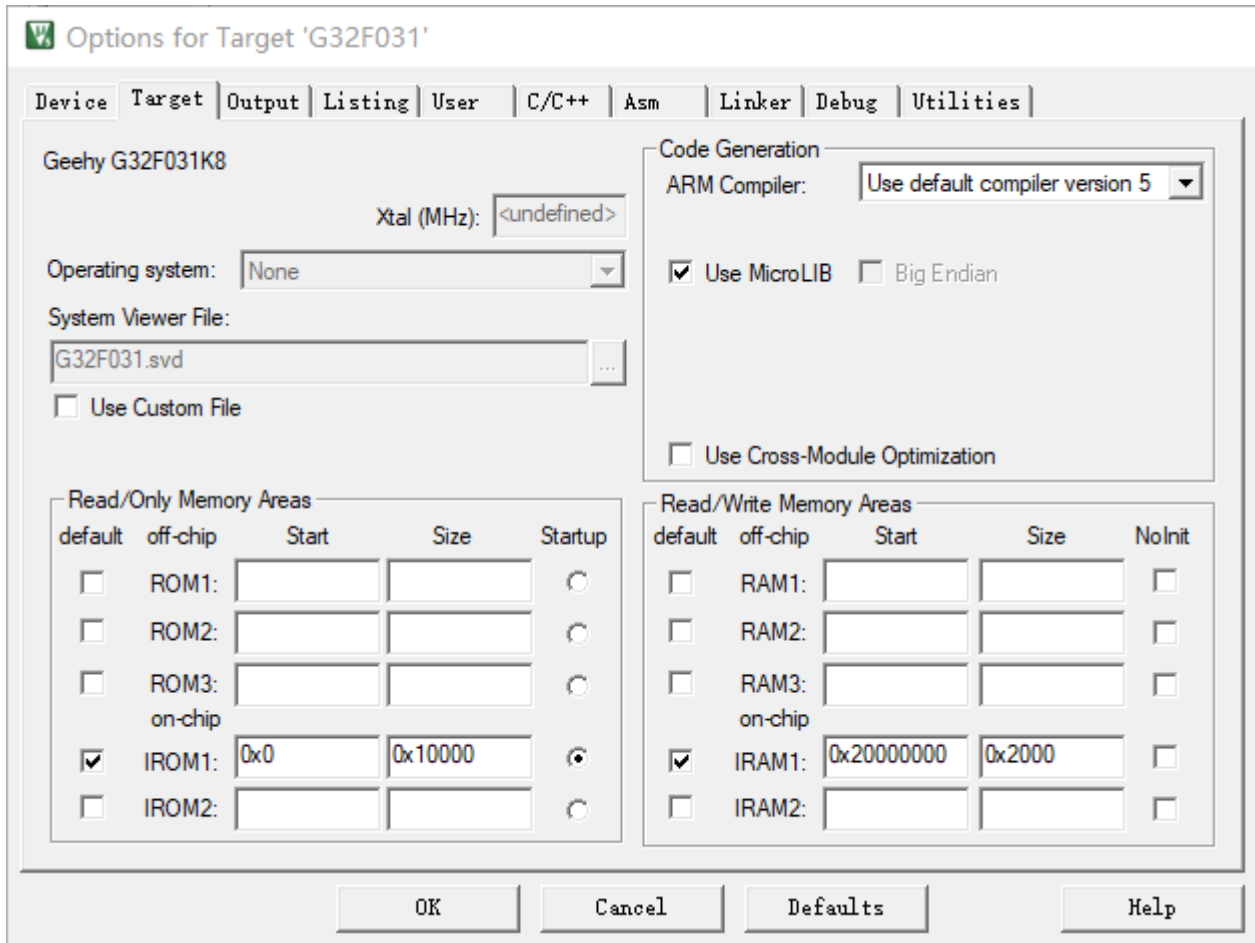 Options for Target 'G32F031'
Device Target Output Listing User C/C++ Asm Linker Debug Utilities
Geehy G32F031K8
Xtal (MHz): <undefined>
Operating system: None
System Viewer File:
G32F031.svd ...
Use Custom File
Code Generation
ARM Compiler: Use default compiler version 5
Use MicroLIB Big Endian
Use Cross-Module Optimization
Read/Only Memory Areas
default off-chip Start Size Startup
ROM1:
ROM2:
ROM3:
on-chip
IROM1: 0x0 0x10000
IROM2:
Read/Write Memory Areas
default off-chip Start Size NoInit
RAM1:
RAM2:
RAM3:
on-chip
IRAM1: 0x20000000 0x2000
IRAM2:
OK Cancel Defaults Help